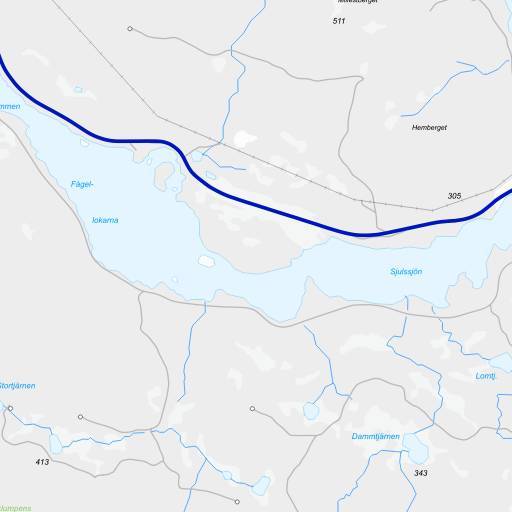 511
Hemberget
Fågel-
lokarna
305
Sjulssjön
Stortjärnen
Lomtj.
Dammtjärnen
413
343